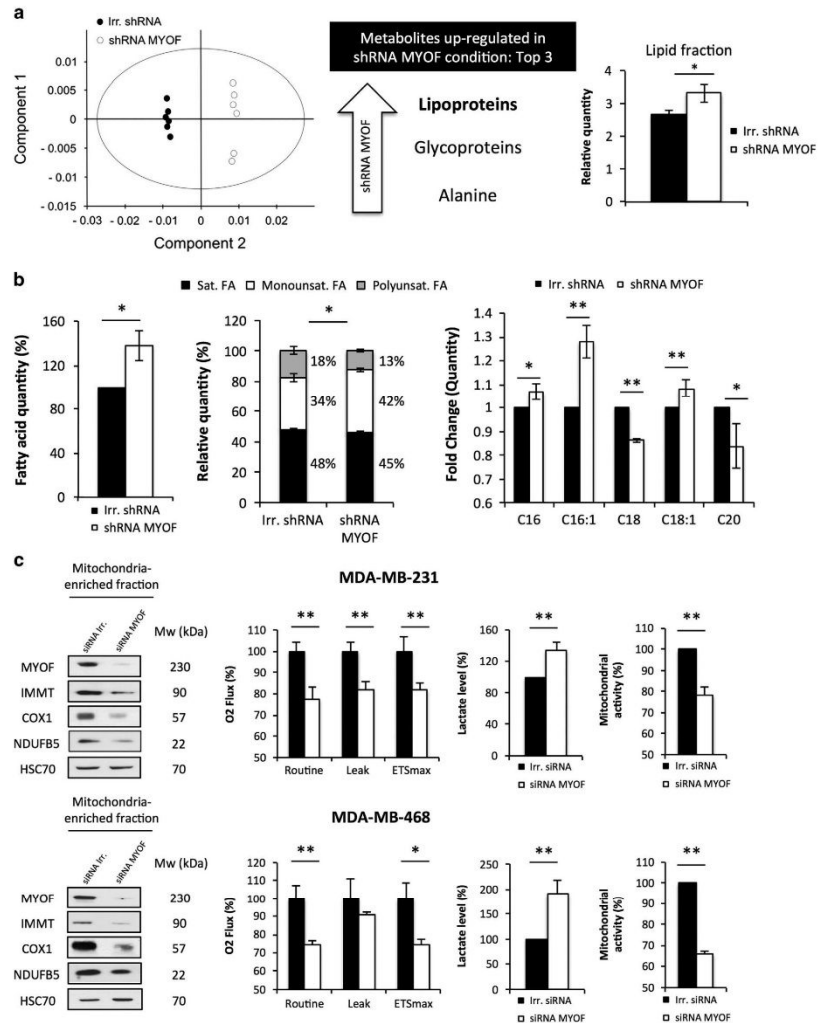 a
Irr. shRNA
shRNA MYOF
Component 1
0.015
0.01
0.005
0
- 0.005
- 0.01
- 0.015
- 0.03
- 0.02
-0.01
0
0.01
0.02
Component 2
Metabolites up-regulated in
shRNA MYOF condition: Top 3
shRNA MYOF
Lipoproteins
Glycoproteins
Alanine
Lipid fraction
Relative quantity
4
3
2
1
0
*
Irr. shRNA
shRNA MYOF
b
Fatty acid quantity (%)
160
120
80
40
0
*
Irr. shRNA
shRNA MYOF
Sat. FA Monounsat. FA Polyunsat. FA
Relative quantity (%)
120
100
80
60
40
20
0
*
18% 13%
34% 42%
48% 45%
Irr. shRNA shRNA
MYOF
Irr. shRNA shRNA MYOF
Fold Change (Quantity)
1.4
1.3
1.2
1.1
1
0.9
0.8
0.7
0.6
* ** ** ** *
C16 C16:1 C18 C18:1 C20
c
Mitochondria-
enriched fraction
siRNA Irr.
siRNA MYOF
Mw (kDa)
MYOF 230
IMMT 90
COX1 57
NDUFB5 22
HSC70 70
MDA-MB-231
O2 Flux (%)
110
100
90
80
70
60
50
** ** **
Routine Leak ETSmax
Lactate level (%)
150
100
50
0
**
Irr. siRNA
siRNA MYOF
Mitochondrial
activity (%)
110
100
90
80
70
60
50
**
Irr. siRNA
siRNA MYOF
Mitochondria-
enriched fraction
siRNA Irr.
siRNA MYOF
Mw (kDa)
MYOF 230
IMMT 90
COX1 57
NDUFB5 22
HSC70 70
MDA-MB-468
O2 Flux (%)
120
110
100
90
80
70
60
50
** *
Routine Leak ETSmax
Lactate level (%)
250
200
150
100
50
0
**
Irr. siRNA
siRNA MYOF
Mitochondrial
activity (%)
110
100
90
80
70
60
50
**
Irr. siRNA
siRNA MYOF